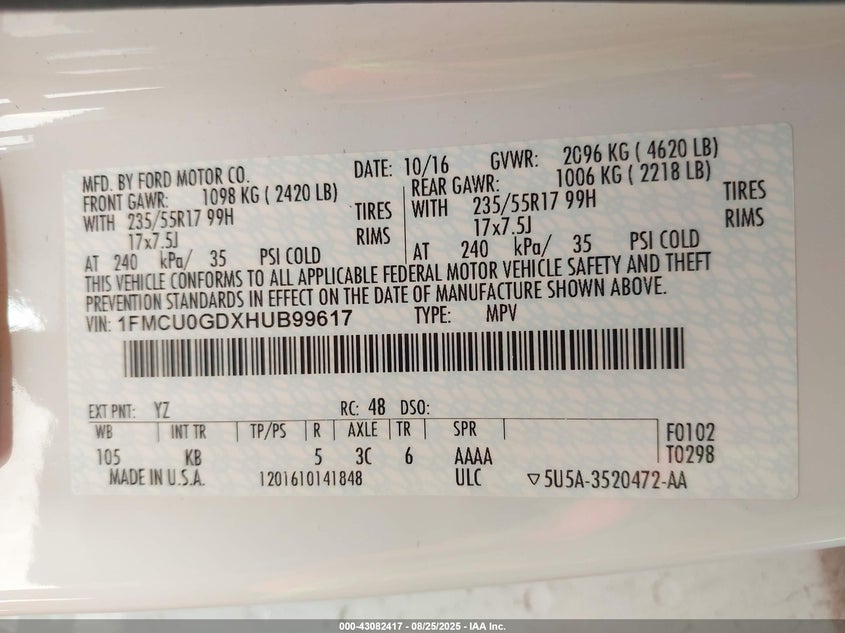 MFD. BY FORD MOTOR CO. DATE: 10/16 GVWR: 2096 KG ( 4620 LB)
FRONT GAWR: 1098 KG ( 2420 LB) REAR GAWR: 1006 KG ( 2218 LB)
WITH 235/55R17 99H TIRES WITH 235/55R17 99H TIRES
17x7.5J RIMS 17x7.5J RIMS
AT 240 kPa/ 35 PSI COLD AT 240 kPa/ 35 PSI COLD
THIS VEHICLE CONFORMS TO ALL APPLICABLE FEDERAL MOTOR VEHICLE SAFETY AND THEFT
PREVENTION STANDARDS IN EFFECT ON THE DATE OF MANUFACTURE SHOWN ABOVE.
VIN: 1FMCU0GDXHUB99617 TYPE: MPV
EXT PNT: YZ RC: 48 DSO:
WB INT TR TP/PS R AXLE TR SPR F0102
105 KB 5 3C 6 AAAA T0298
MADE IN U.S.A. 1201610141848 ULC ▽5U5A-3520472-AA
000-43082417 - 08/25/2025 - IAA Inc.